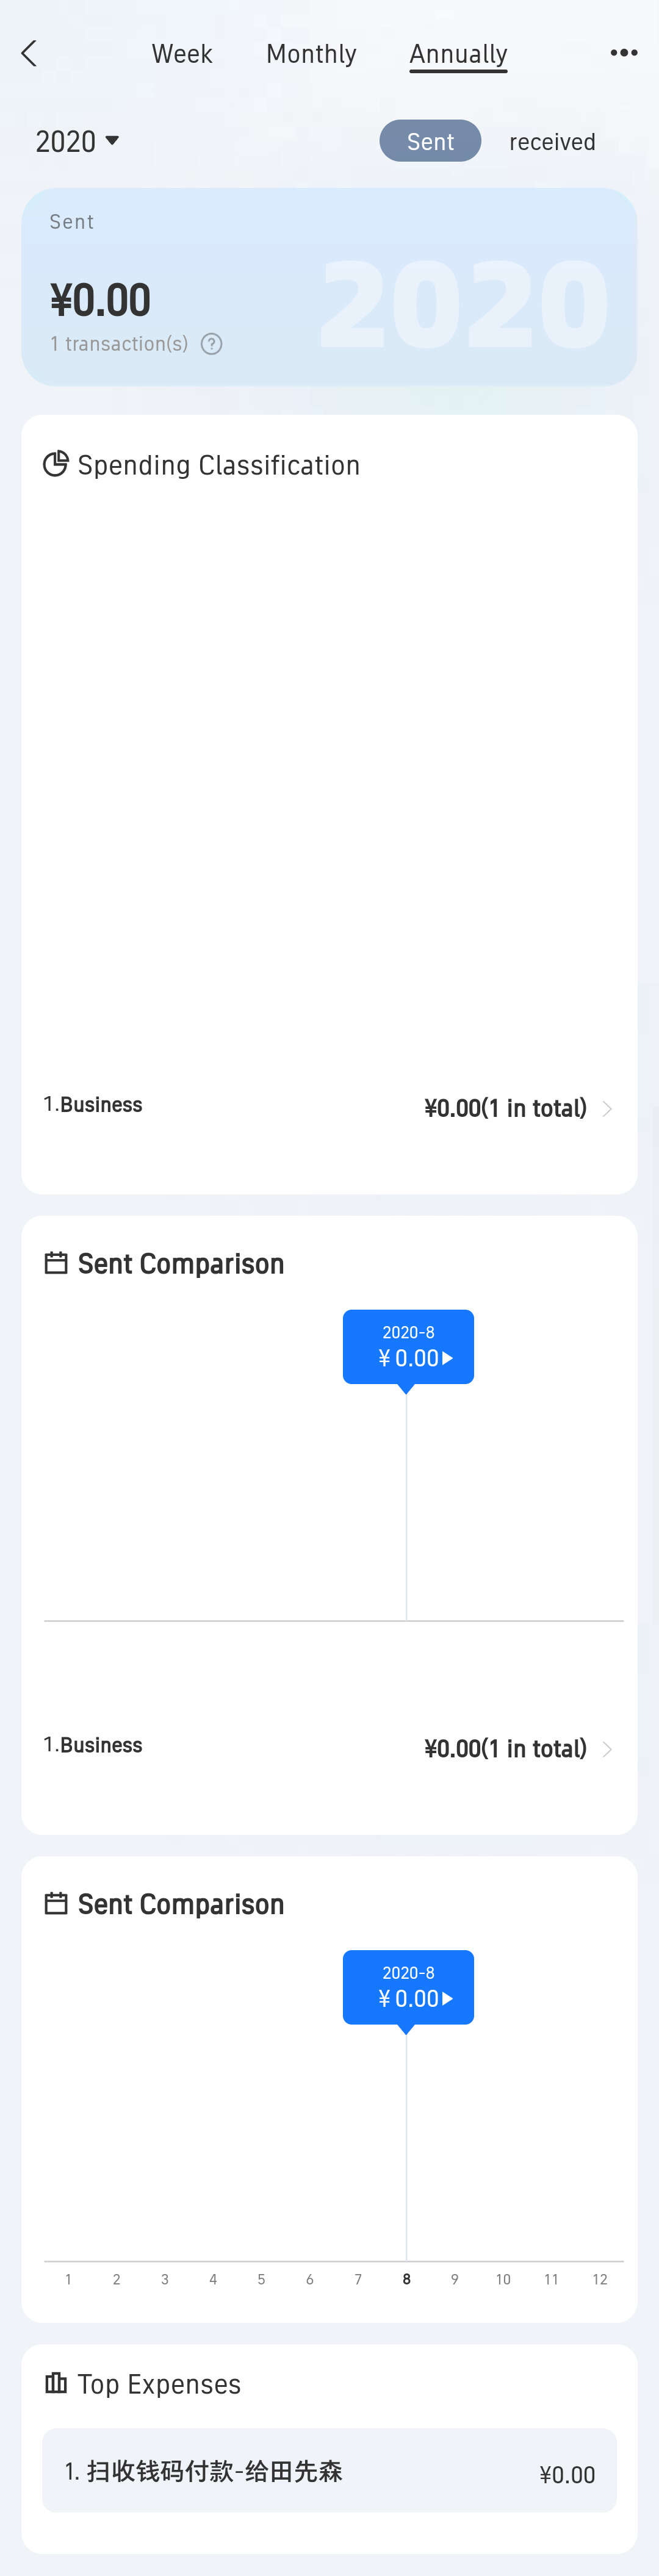 Week Monthly Annually
2020 Sent received
Sent
2020
¥0.00
1 transaction(s) ?
Spending Classification
1.Business ¥0.00(1 in total)
Sent Comparison
2020-8
¥ 0.00
1.Business ¥0.00(1 in total)
Sent Comparison
2020-8
¥ 0.00
1 2 3 4 5 6 7 8 9 10 11 12
Top Expenses
1. 扫收钱码付款-给田先森 ¥0.00